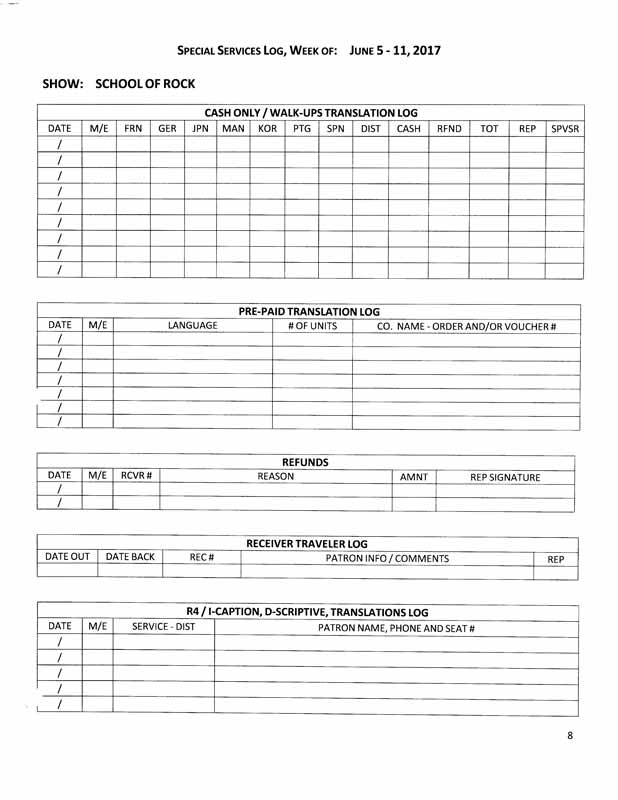 SPECIAL SERVICES LOG, WEEK OF: JUNE 5 - 11, 2017
SHOW: SCHOOL OF ROCK
CASH ONLY / WALK-UPS TRANSLATION LOG
DATE M/E FRN GER JPN MAN KOR PTG SPN DIST CASH RFND TOT REP SPVSR
/
/
/
/
/
/
/
/
/
PRE-PAID TRANSLATION LOG
DATE M/E LANGUAGE # OF UNITS CO. NAME - ORDER AND/OR VOUCHER #
/
/
/
/
/
/
/
REFUNDS
DATE M/E RCVR # REASON AMNT REP SIGNATURE
/
/
RECEIVER TRAVELER LOG
DATE OUT DATE BACK REC # PATRON INFO / COMMENTS REP
R4 / I-CAPTION, D-SCRIPTIVE, TRANSLATIONS LOG
DATE M/E SERVICE - DIST PATRON NAME, PHONE AND SEAT #
/
/
/
/
/
8